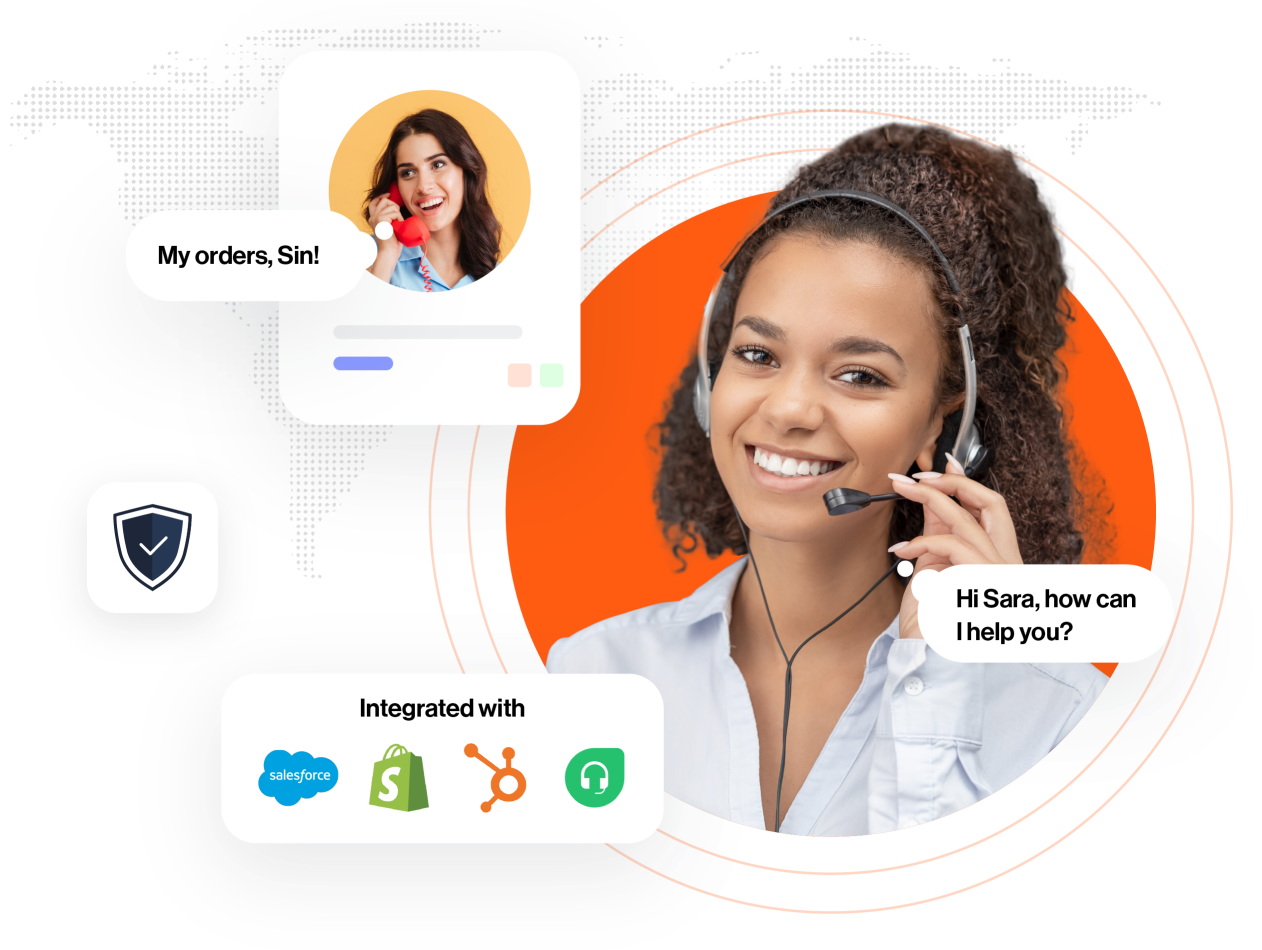 My orders, Sin!
Hi Sara, how can
I help you?
Integrated with
salesforce
S